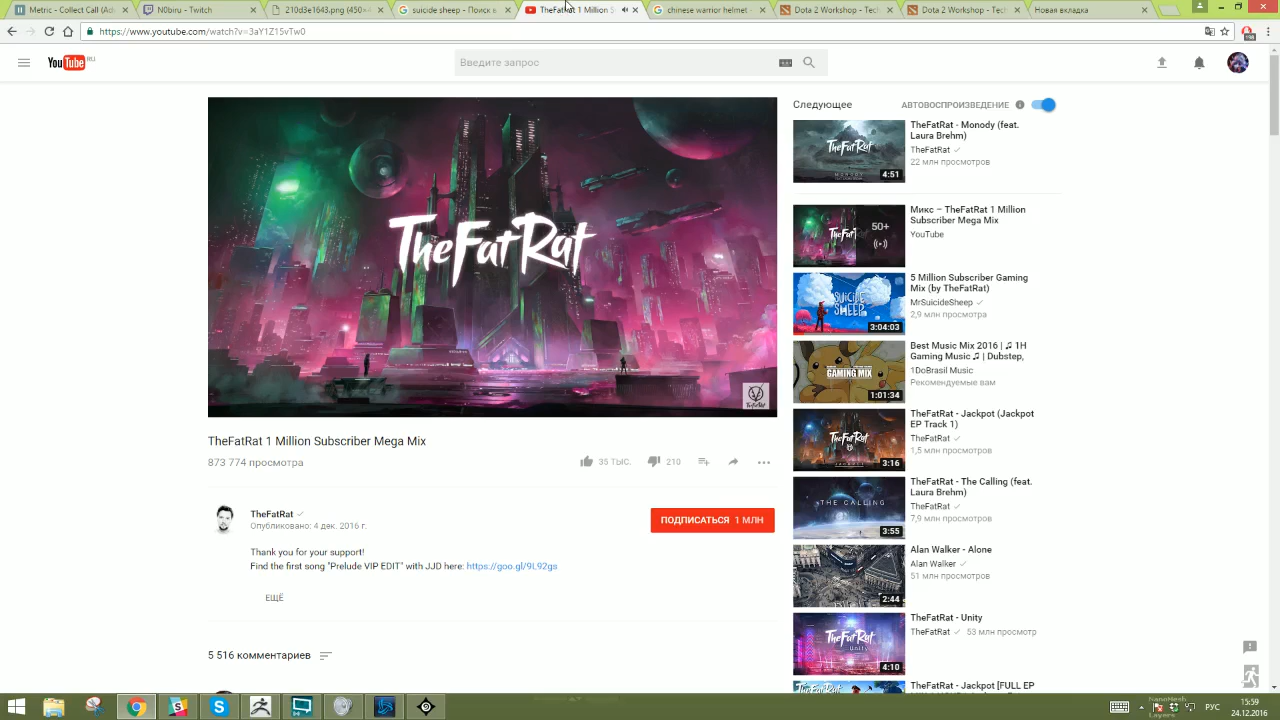 Metric - Collect Call (Ad
N0biru - Twitch
210d3e1643.png (450×
suicide sheep - Поиск в
TheFatRat 1 Million S
chinese warrior helmet -
Dota 2 Workshop - Tec
Dota 2 Workshop - Tec
Новая вкладка
https://www.youtube.com/watch?v=3aY1Z15vTw0
YouTube RU
Введите запрос
TheFatRat
TheFatRat 1 Million Subscriber Mega Mix
873 774 просмотра
35 ТЫС.
210
TheFatRat
Опубликовано: 4 дек. 2016 г.
ПОДПИСАТЬСЯ 1 МЛН
Thank you for your support!
Find the first song "Prelude VIP EDIT" with JJD here: https://goo.gl/9L92gs
ЕЩЁ
5 516 комментариев
Следующее
АВТОВОСПРОИЗВЕДЕНИЕ
TheFatRat
4:51
TheFatRat - Monody (feat.
Laura Brehm)
TheFatRat
22 млн просмотров
50+
Микс – TheFatRat 1 Million
Subscriber Mega Mix
YouTube
SUICIDE
SHEEP
3:04:03
5 Million Subscriber Gaming
Mix (by TheFatRat)
MrSuicideSheep
2,9 млн просмотра
GAMING MIX
1:01:34
Best Music Mix 2016 | ♫ 1H
Gaming Music ♫ | Dubstep,
1DoBrasil Music
Рекомендуемые вам
TheFatRat
3:16
TheFatRat - Jackpot (Jackpot
EP Track 1)
TheFatRat
1,5 млн просмотров
THE CALLING
3:55
TheFatRat - The Calling (feat.
Laura Brehm)
TheFatRat
7,9 млн просмотров
2:44
Alan Walker - Alone
Alan Walker
51 млн просмотров
TheFatRat
Unity
4:10
TheFatRat - Unity
TheFatRat 53 млн просмотр
TheFatRat - Jackpot [FULL EP
NanoMesh
Layers
РУС
15:59
24.12.2016